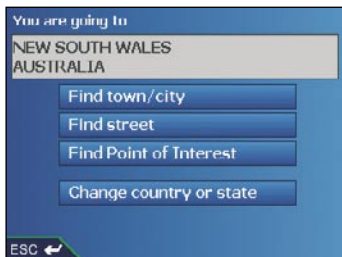 You are going to
NEW SOUTH WALES
AUSTRALIA
Find town/city
Find street
Find Point of Interest
Change country or state
ESC